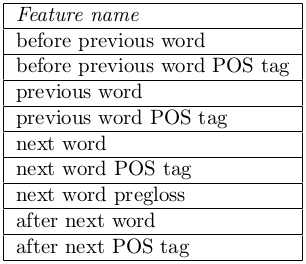 Feature name
before previous word
before previous word POS tag
previous word
previous word POS tag
next word
next word POS tag
next word pregloss
after next word
after next POS tag